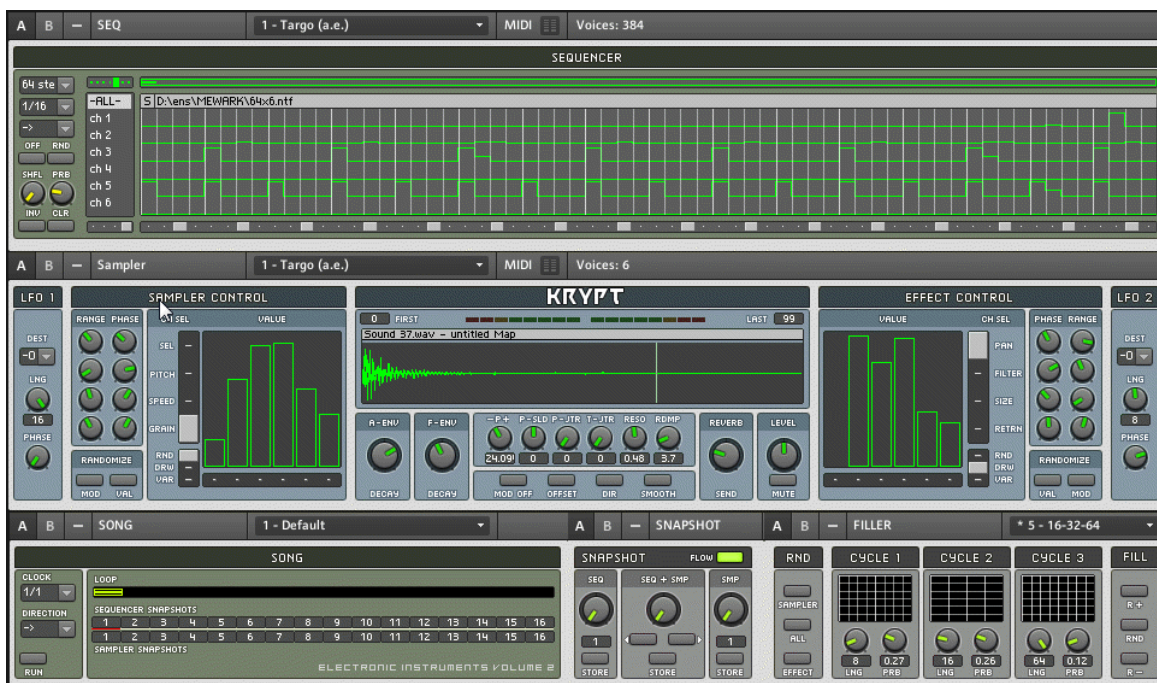 A B – SEQ 1 - Targo (a.e.) MIDI Voices: 384
SEQUENCER
64 ste
1/16
->
OFF RND
SHFL PRB
INV CLR
-ALL-
ch 1
ch 2
ch 3
ch 4
ch 5
ch 6
S D:\ens\MEWARK\64x6.ntf
A B – Sampler 1 - Targo (a.e.) MIDI Voices: 6
LFO 1
DEST
-0
LNG
16
PHASE
SAMPLER CONTROL
RANGE PHASE CH SEL VALUE
SEL
PITCH
SPEED
GRAIN
RND
DRW
VAR
RANDOMIZE
MOD VAL
KRYPT
0 FIRST LAST 99
Sound 37.wav - untitled Map
A-ENV
DECAY
F-ENV
DECAY
-P+ P-SLD P-JTR T-JTR RESO RDMP
24.09! 0 0 0 0.48 3.7
MOD OFF OFFSET DIR SMOOTH
REVERB
SEND
LEVEL
MUTE
EFFECT CONTROL
VALUE CH SEL PHASE RANGE
PAN
FILTER
SIZE
RETRN
RND
DRW
VAR
RANDOMIZE
VAL MOD
LFO 2
DEST
-0
LNG
8
PHASE
A B – SONG 1 - Default
SONG
CLOCK
1/1
DIRECTION
->
RUN
LOOP
SEQUENCER SNAPSHOTS
1 2 3 4 5 6 7 8 9 10 11 12 13 14 15 16
1 2 3 4 5 6 7 8 9 10 11 12 13 14 15 16
SAMPLER SNAPSHOTS
ELECTRONIC INSTRUMENTS VOLUME 2
A B – SNAPSHOT
SNAPSHOT FLOW
SEQ SEQ + SMP SMP
1 1
STORE STORE STORE
A B – FILLER * 5 - 16-32-64
RND
SAMPLER
ALL
EFFECT
CYCLE 1
8 0.27
LNG PRB
CYCLE 2
16 0.26
LNG PRB
CYCLE 3
64 0.12
LNG PRB
FILL
R +
RND
R -